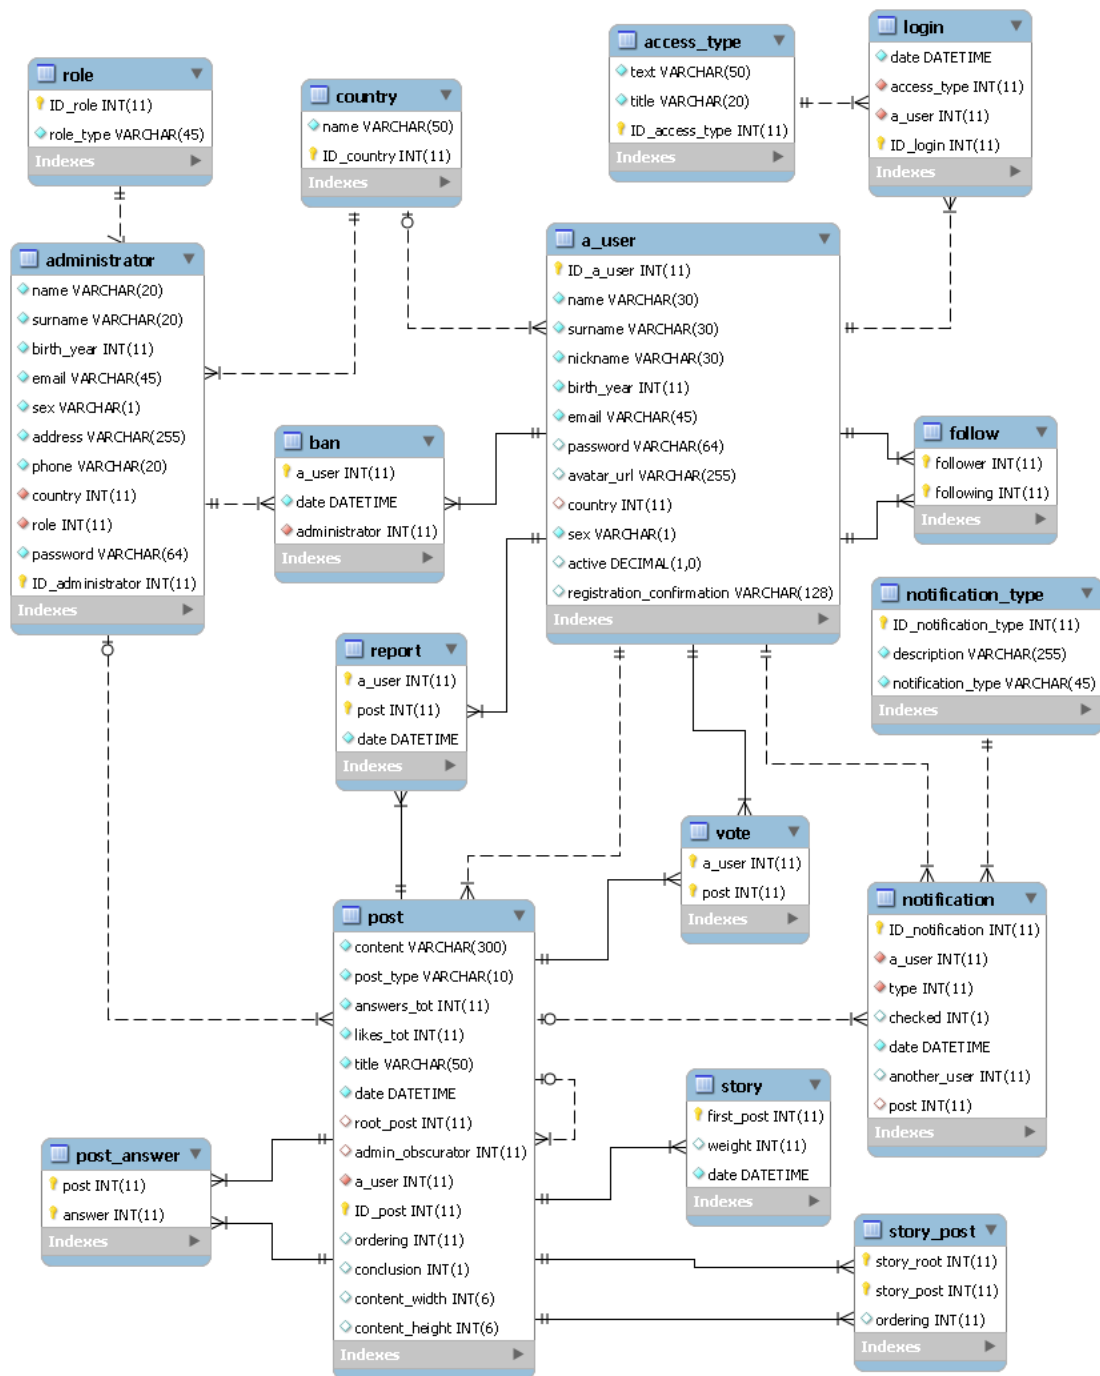 role
ID_role INT(11)
role_type VARCHAR(45)
Indexes
country
name VARCHAR(50)
ID_country INT(11)
Indexes
access_type
text VARCHAR(50)
title VARCHAR(20)
ID_access_type INT(11)
Indexes
login
date DATETIME
access_type INT(11)
a_user INT(11)
ID_login INT(11)
Indexes
administrator
name VARCHAR(20)
surname VARCHAR(20)
birth_year INT(11)
email VARCHAR(45)
sex VARCHAR(1)
address VARCHAR(255)
phone VARCHAR(20)
country INT(11)
role INT(11)
password VARCHAR(64)
ID_administrator INT(11)
Indexes
ban
a_user INT(11)
date DATETIME
administrator INT(11)
Indexes
a_user
ID_a_user INT(11)
name VARCHAR(30)
surname VARCHAR(30)
nickname VARCHAR(30)
birth_year INT(11)
email VARCHAR(45)
password VARCHAR(64)
avatar_url VARCHAR(255)
country INT(11)
sex VARCHAR(1)
active DECIMAL(1,0)
registration_confirmation VARCHAR(128)
Indexes
follow
follower INT(11)
following INT(11)
Indexes
notification_type
ID_notification_type INT(11)
description VARCHAR(255)
notification_type VARCHAR(45)
Indexes
report
a_user INT(11)
post INT(11)
date DATETIME
Indexes
vote
a_user INT(11)
post INT(11)
Indexes
notification
ID_notification INT(11)
a_user INT(11)
type INT(11)
checked INT(1)
date DATETIME
another_user INT(11)
post INT(11)
Indexes
post
content VARCHAR(300)
post_type VARCHAR(10)
answers_tot INT(11)
likes_tot INT(11)
title VARCHAR(50)
date DATETIME
root_post INT(11)
admin_obscurator INT(11)
a_user INT(11)
ID_post INT(11)
ordering INT(11)
conclusion INT(1)
content_width INT(6)
content_height INT(6)
Indexes
story
first_post INT(11)
weight INT(11)
date DATETIME
Indexes
post_answer
post INT(11)
answer INT(11)
Indexes
story_post
story_root INT(11)
story_post INT(11)
ordering INT(11)
Indexes